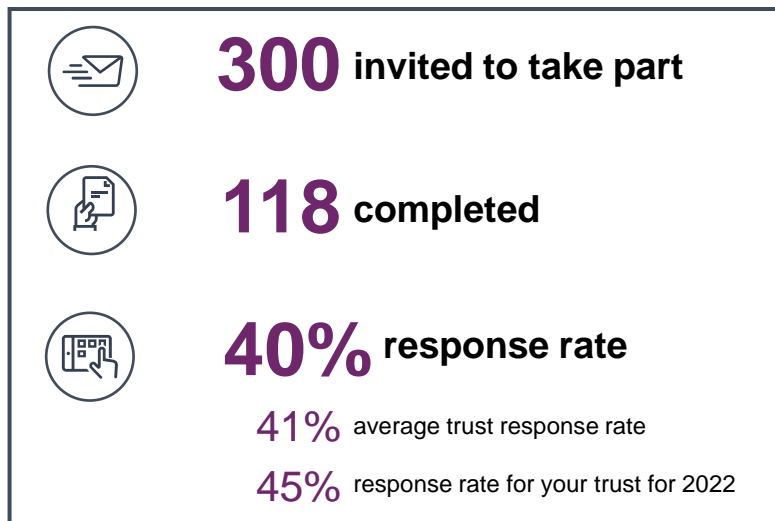 300 invited to take part
118 completed
40% response rate
41% average trust response rate
45% response rate for your trust for 2022